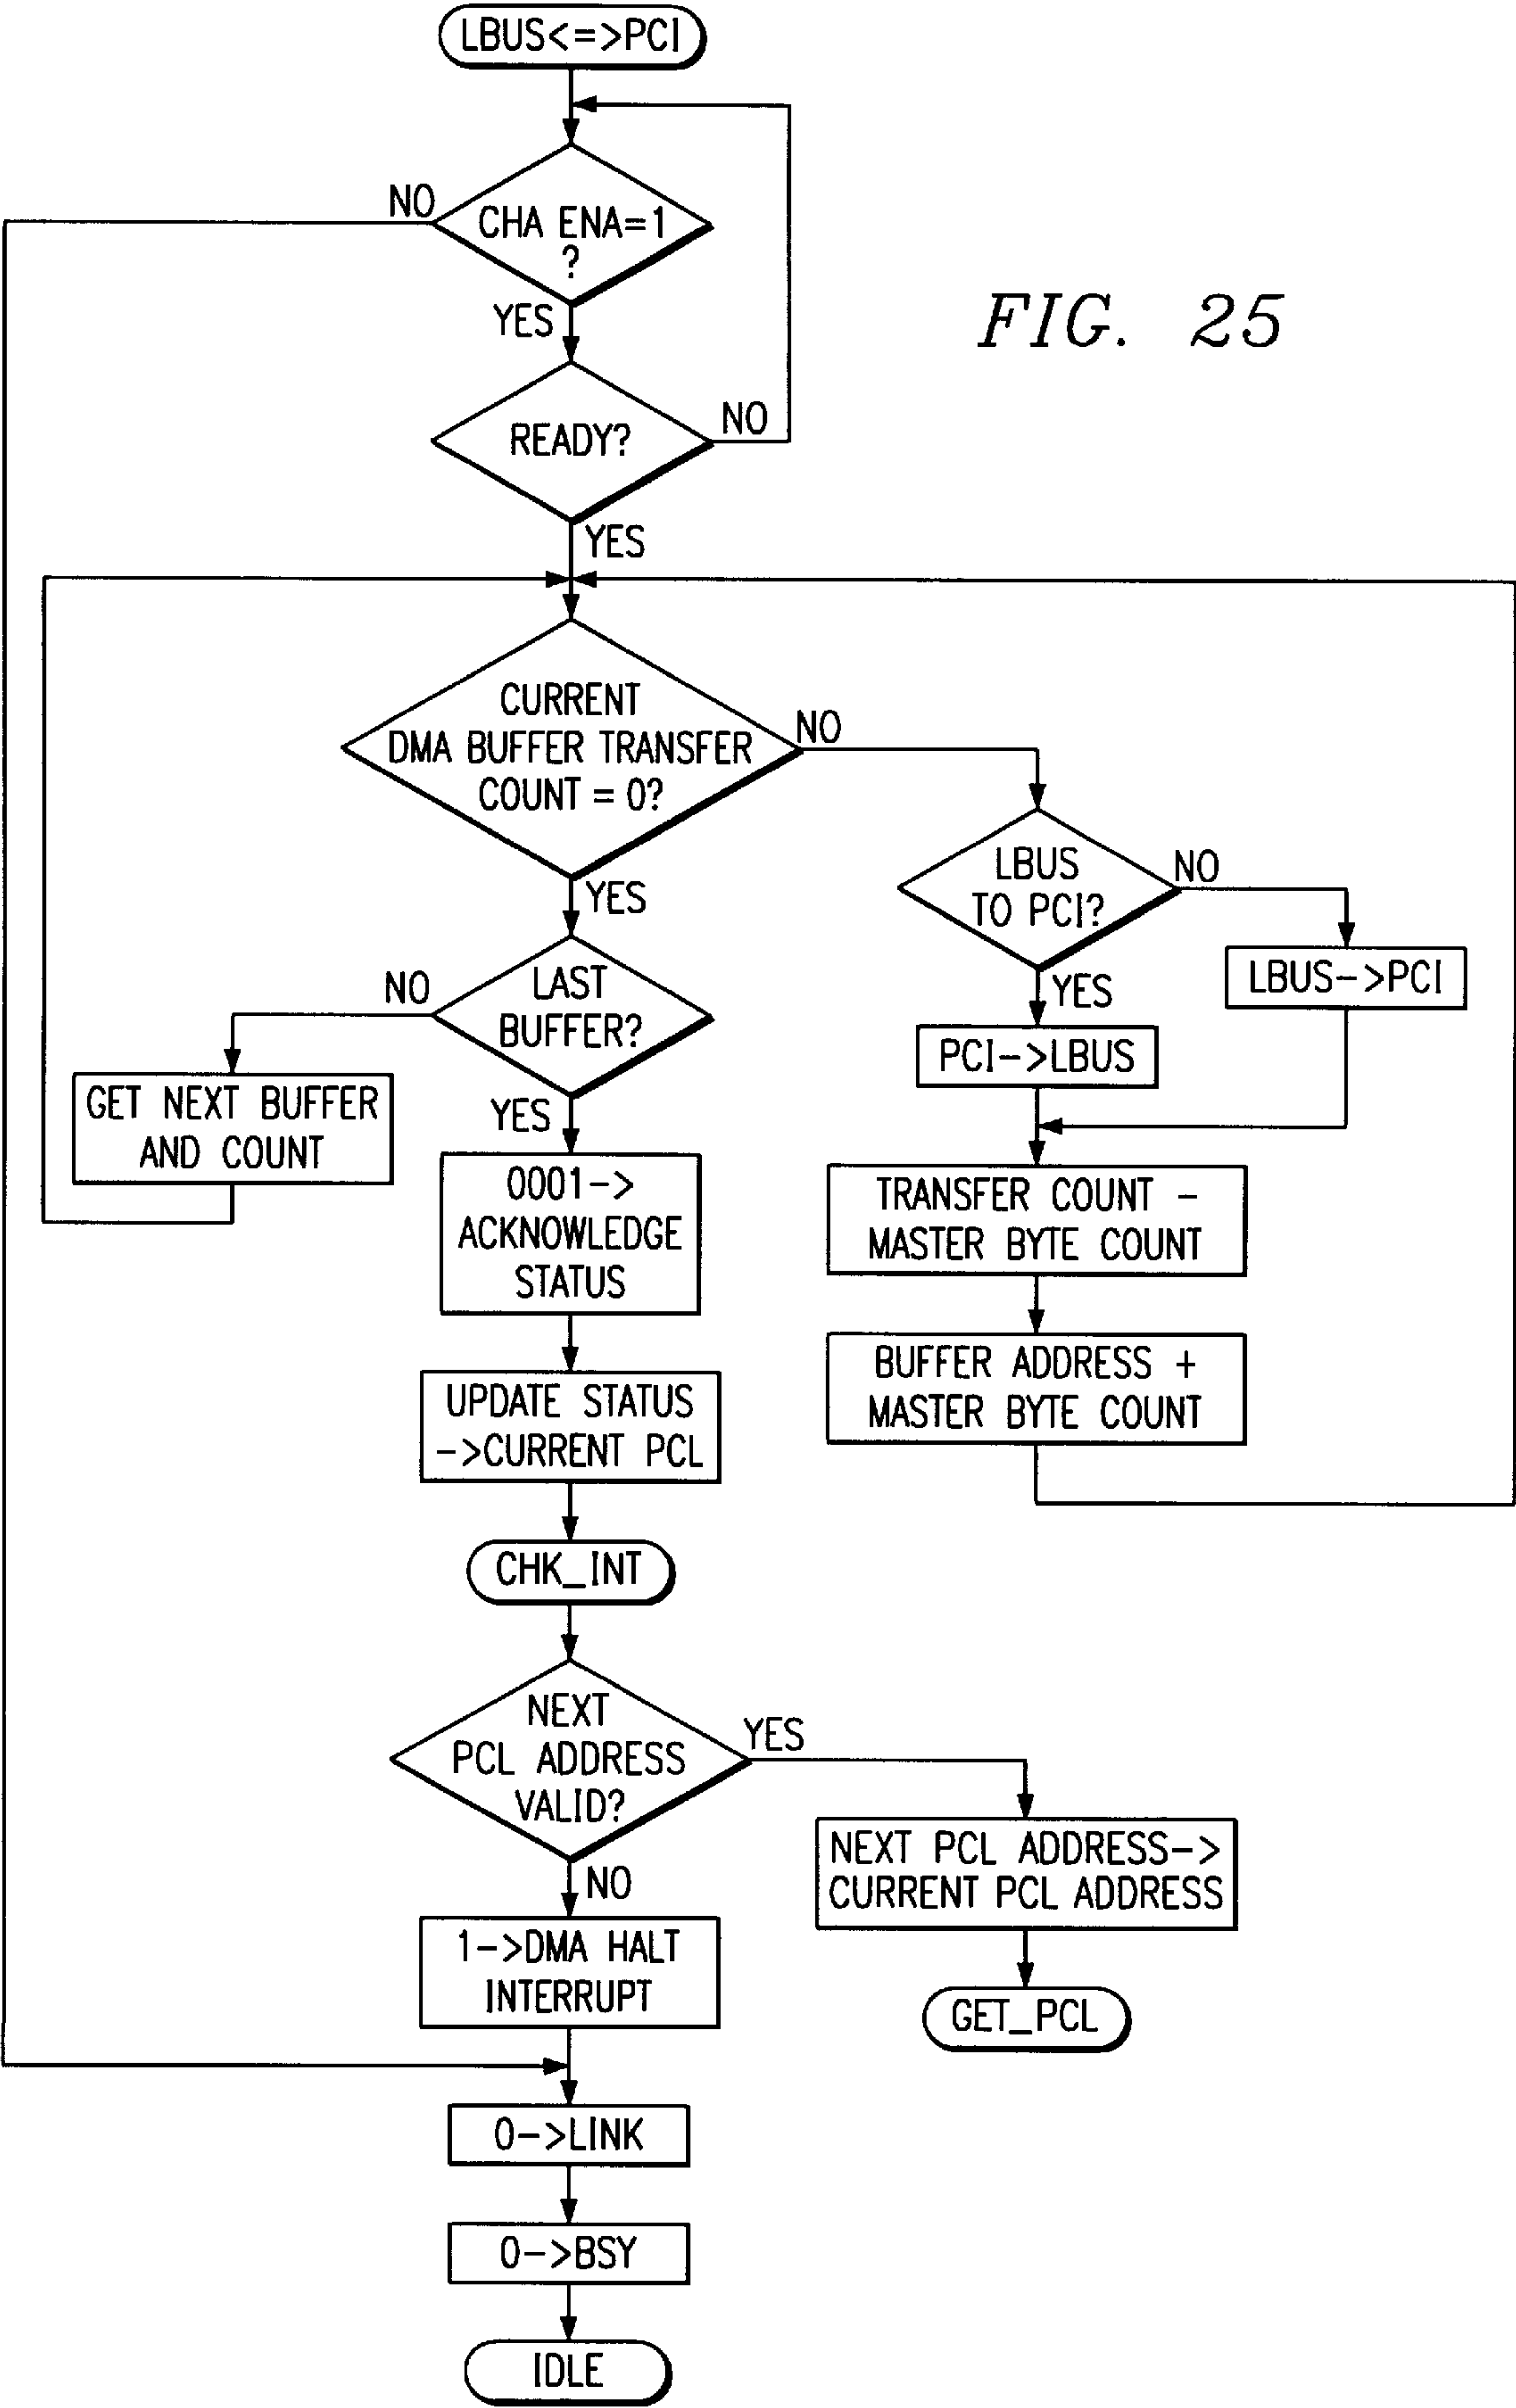 LBUS<=>PCI
NO
CHA ENA=1
?
YES
FIG. 25
READY?
NO
YES
CURRENT
DMA BUFFER TRANSFER
COUNT = 0?
NO
YES
LBUS
TO PCI?
NO
LBUS->PCI
YES
PCI->LBUS
NO
LAST
BUFFER?
GET NEXT BUFFER
AND COUNT
YES
0001->
ACKNOWLEDGE
STATUS
TRANSFER COUNT -
MASTER BYTE COUNT
BUFFER ADDRESS +
MASTER BYTE COUNT
UPDATE STATUS
->CURRENT PCL
CHK_INT
NEXT
PCL ADDRESS
VALID?
YES
NEXT PCL ADDRESS->
CURRENT PCL ADDRESS
NO
1->DMA HALT
INTERRUPT
GET_PCL
0->LINK
0->BSY
IDLE